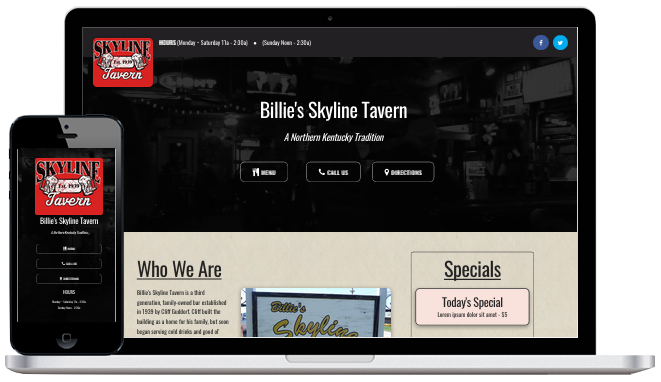 SKYLINE
Est. 1939
Tavern
HOURS (Monday - Saturday 11a - 2:30a) • (Sunday Noon - 2:30a)
Billie's Skyline Tavern
A Northern Kentucky Tradition
MENU
CALL US
DIRECTIONS
Who We Are
Billie's Skyline Tavern is a third
generation, family-owned bar established
in 1939 by Cliff Goddorf. Cliff built the
building as a home for his family, but soon
began serving cold drinks and good ol'
Billie's
Skyline
Specials
Today's Special
Lorem ipsum dolor sit amet - $5
SKYLINE
Est. 1939
Tavern
Billie's Skyline Tavern
A Northern Kentucky Tradition
MENU
CALL US
DIRECTIONS
HOURS
Monday - Saturday 11a - 2:30a
Sunday Noon - 2:30a